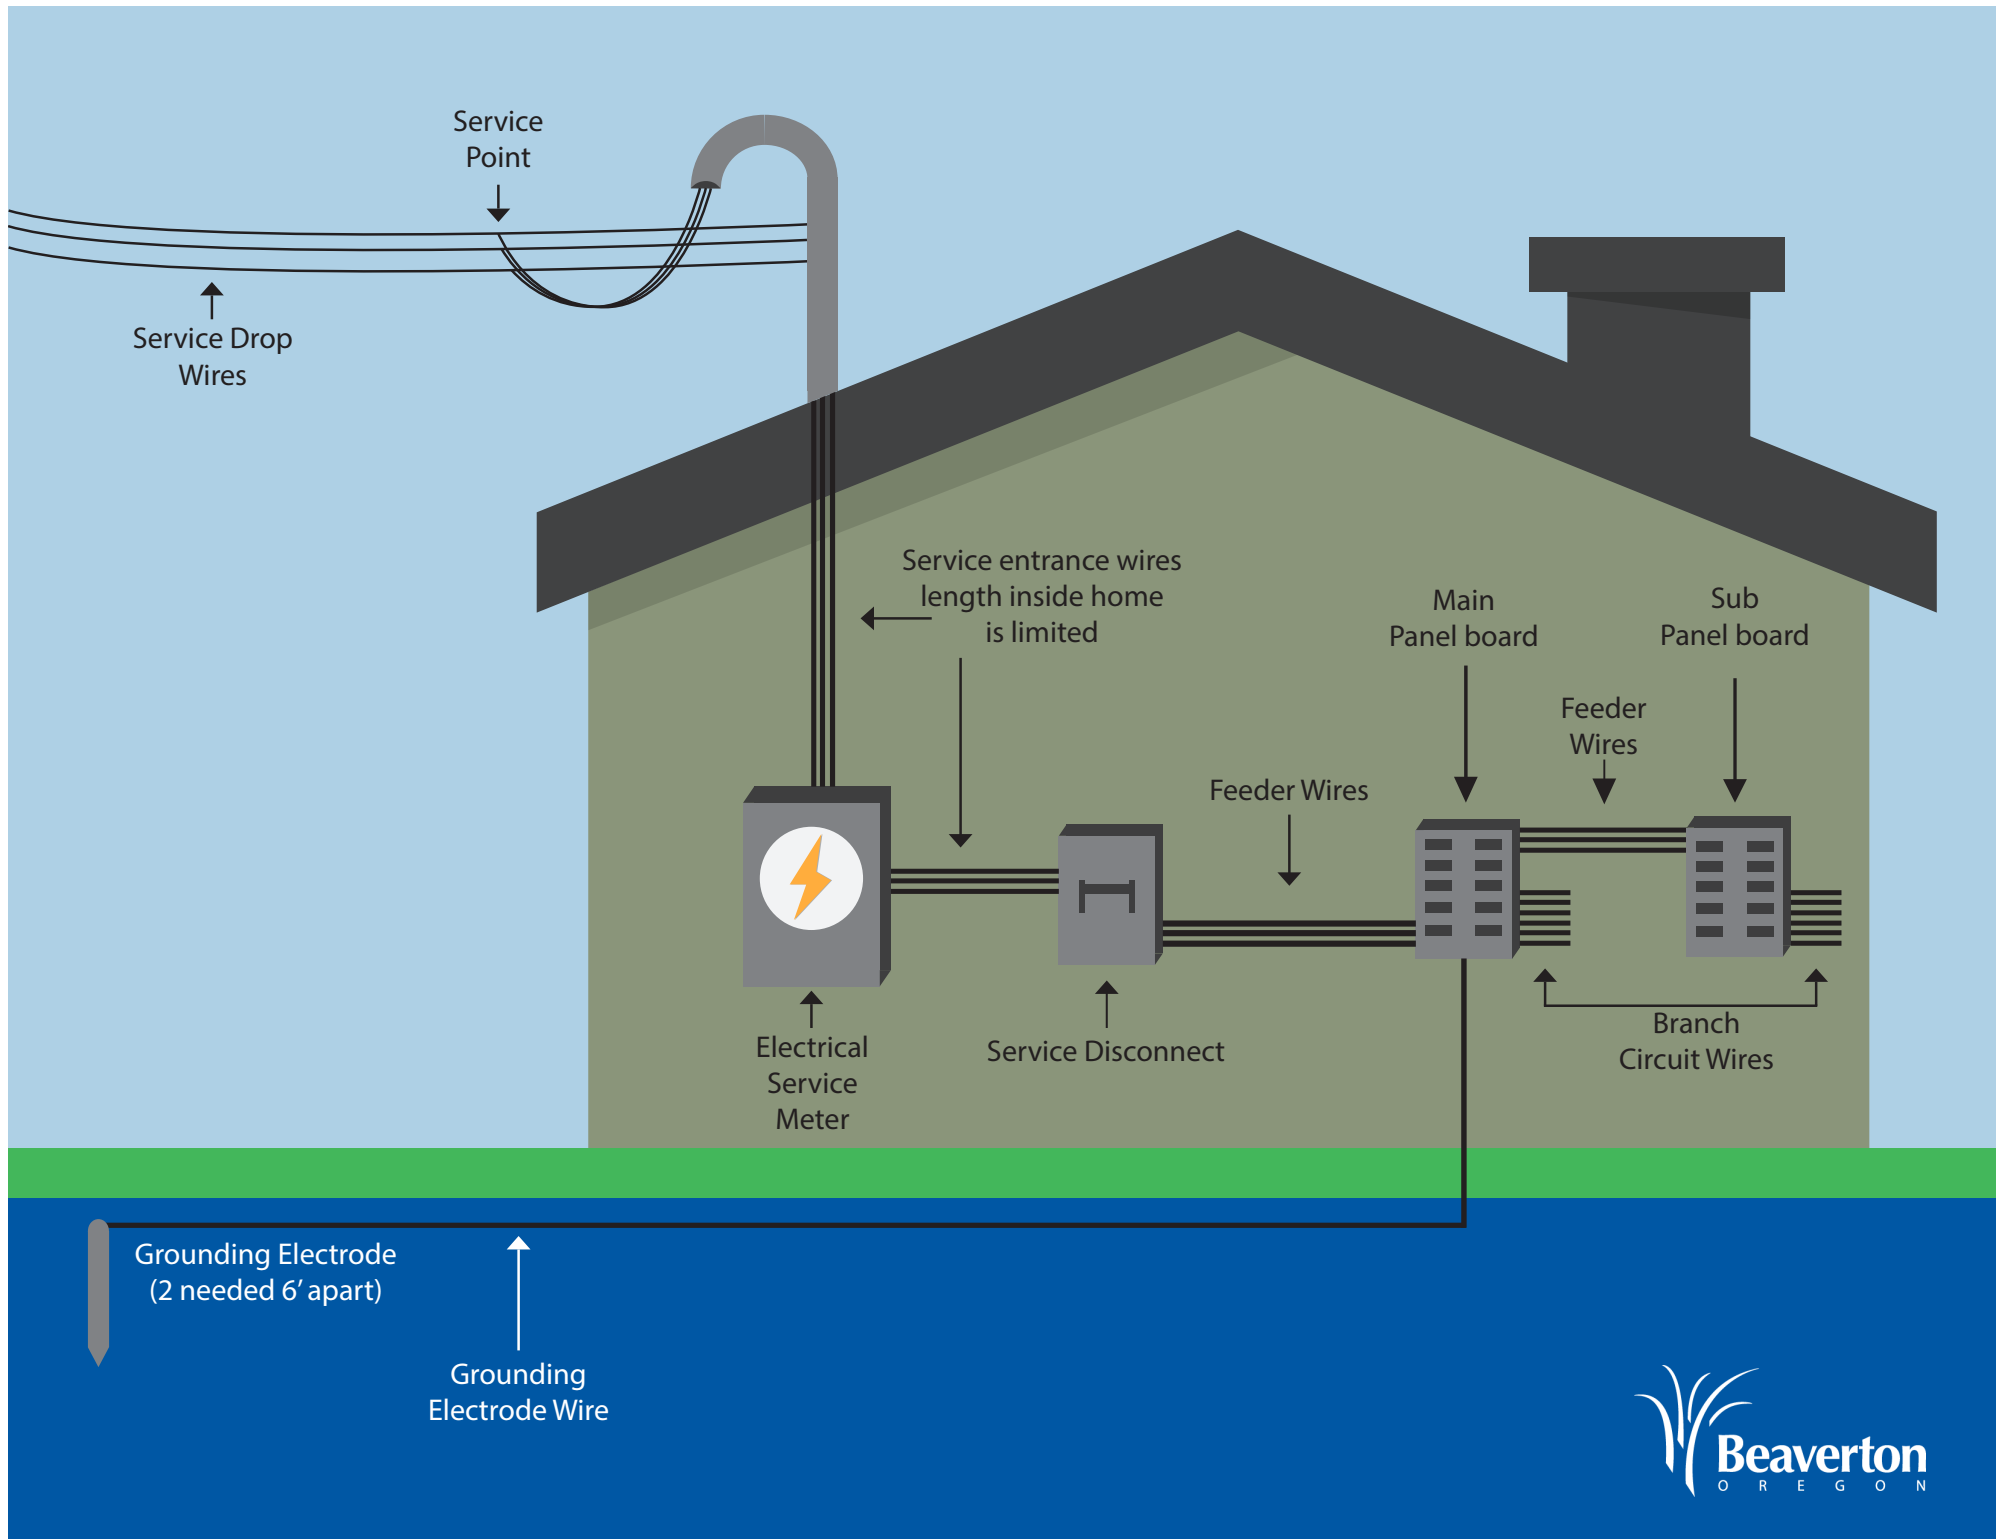 Service
Point
Service Drop
Wires
Service entrance wires
length inside home
is limited
Main
Panel board
Sub
Panel board
Feeder
Wires
Feeder Wires
Electrical
Service
Meter
Service Disconnect
Branch
Circuit Wires
Grounding Electrode
(2 needed 6’ apart)
Grounding
Electrode Wire
Beaverton
OREGON